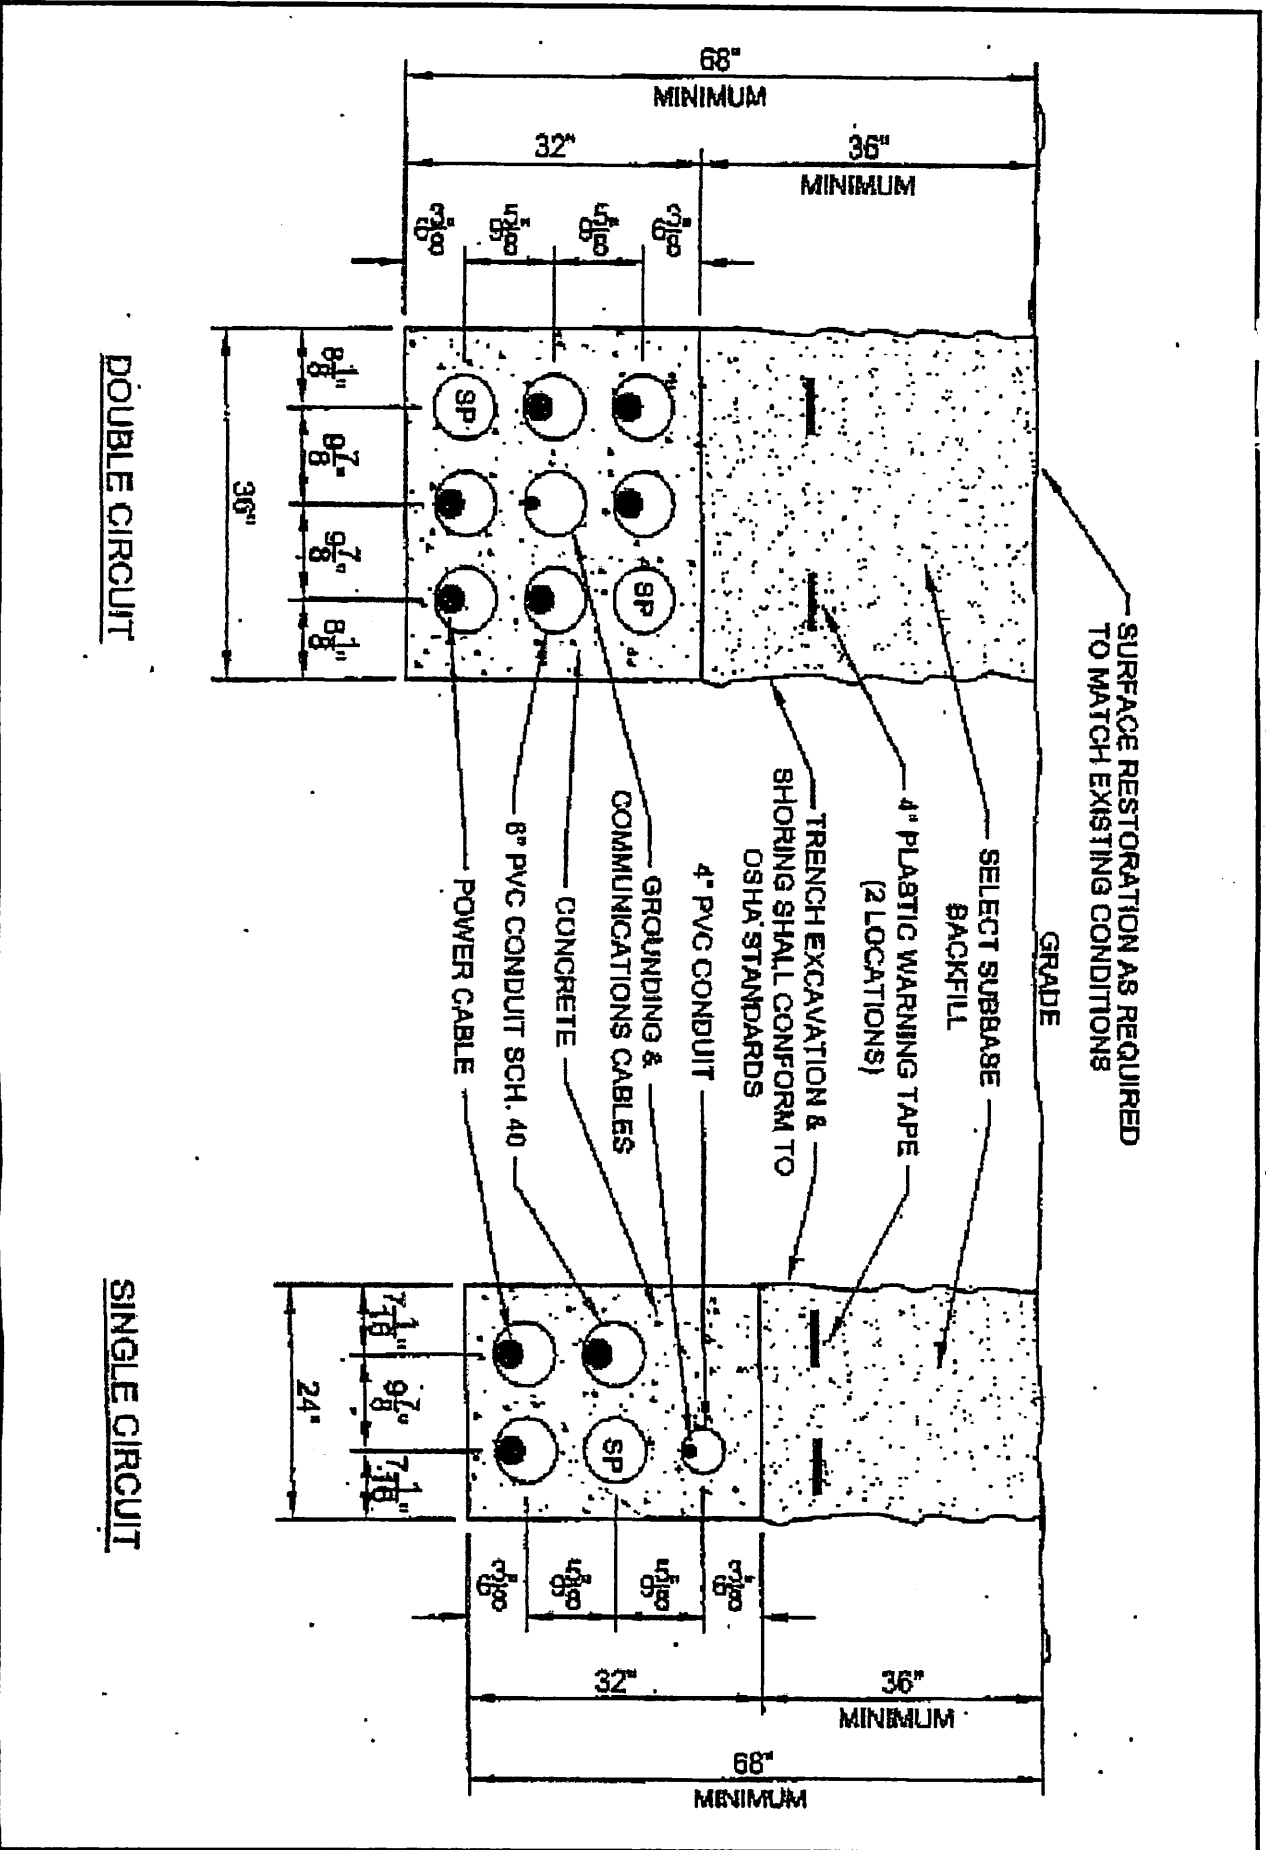 SURFACE RESTORATION AS REQUIRED
TO MATCH EXISTING CONDITIONS
GRADE
SELECT SUBBASE
BACKFILL
4" PLASTIC WARNING TAPE
(2 LOCATIONS)
TRENCH EXCAVATION &
SHORING SHALL CONFORM TO
OSHA STANDARDS
4" PVC CONDUIT
GROUNDING &
COMMUNICATIONS CABLES
CONCRETE
8" PVC CONDUIT SCH. 40
POWER CABLE
68"
MINIMUM
36"
MINIMUM
32"
6 3/8"
9 5/8"
9 5/8"
6 3/8"
SP
SP
8 1/8"
9 7/8"
9 7/8"
8 1/8"
36"
DOUBLE CIRCUIT
SP
6 3/8"
9 5/8"
9 5/8"
6 3/8"
36"
MINIMUM
32"
68"
MINIMUM
7 1/16"
9 7/8"
7 1/16"
24"
SINGLE CIRCUIT